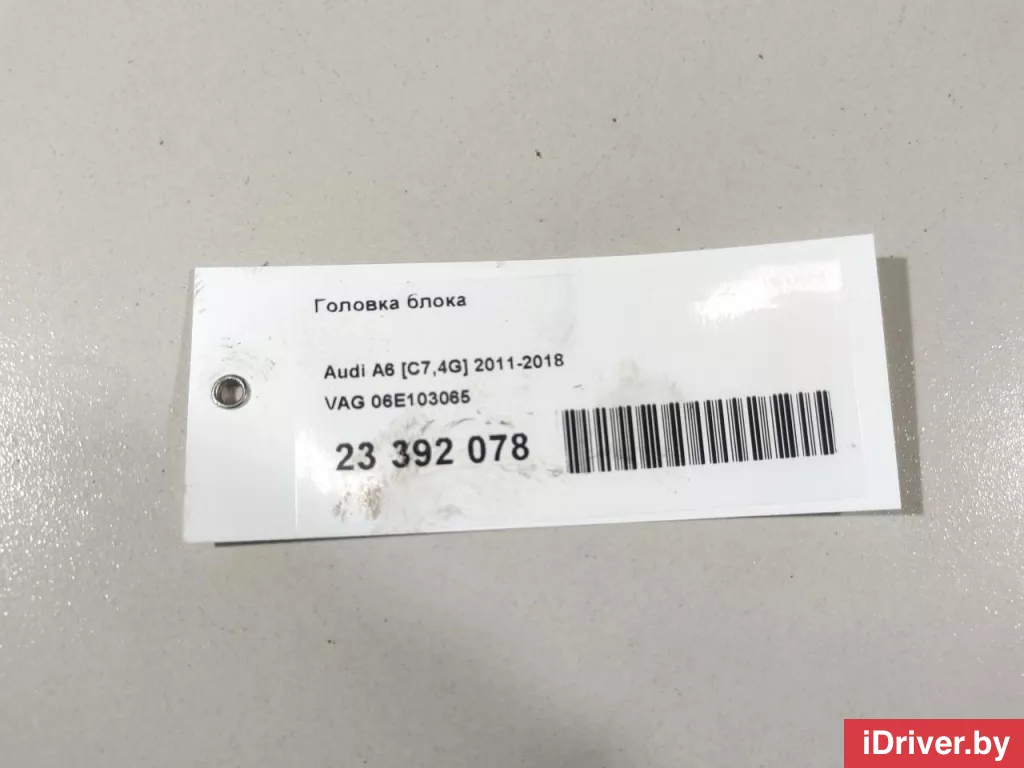 Головка блока
Audi A6 [C7,4G] 2011-2018
VAG 06E103065
23 392 078
iDriver.by